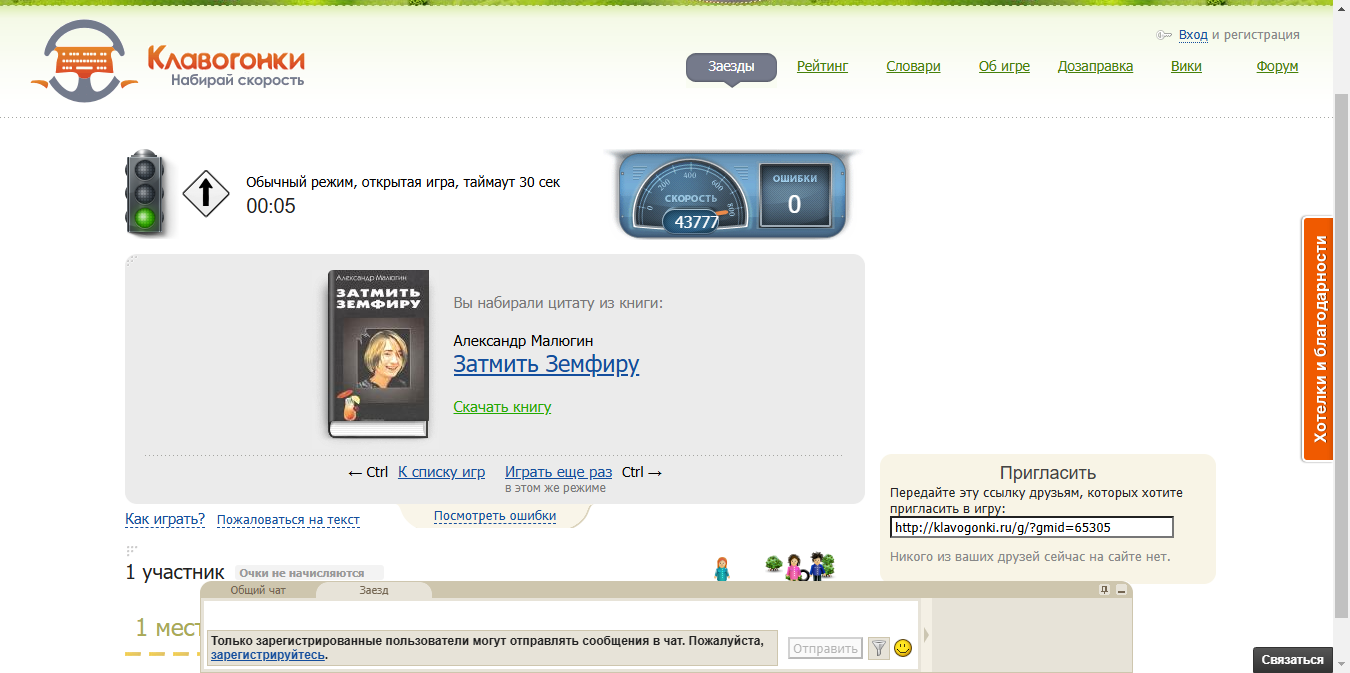 Клавогонки
Набирай скорость
Вход и регистрация
Заезды Рейтинг Словари Об игре Дозаправка Вики Форум
Обычный режим, открытая игра, таймаут 30 сек
00:05
0 200 400 600 800
СКОРОСТЬ
43777
ОШИБКИ
0
Александр Малюгин
ЗАТМИТЬ
ЗЕМФИРУ
Вы набирали цитату из книги:
Александр Малюгин
Затмить Земфиру
Скачать книгу
← Ctrl К списку игр Играть еще раз Ctrl →
в этом же режиме
Как играть? Пожаловаться на текст
Посмотреть ошибки
Пригласить
Передайте эту ссылку друзьям, которых хотите
пригласить в игру:
http://klavogonki.ru/g/?gmid=65305
Никого из ваших друзей сейчас на сайте нет.
1 участник Очки не начисляются
Общий чат Заезд
1 мест
Только зарегистрированные пользователи могут отправлять сообщения в чат. Пожалуйста,
зарегистрируйтесь.
Отправить
Хотелки и благодарности
Связаться